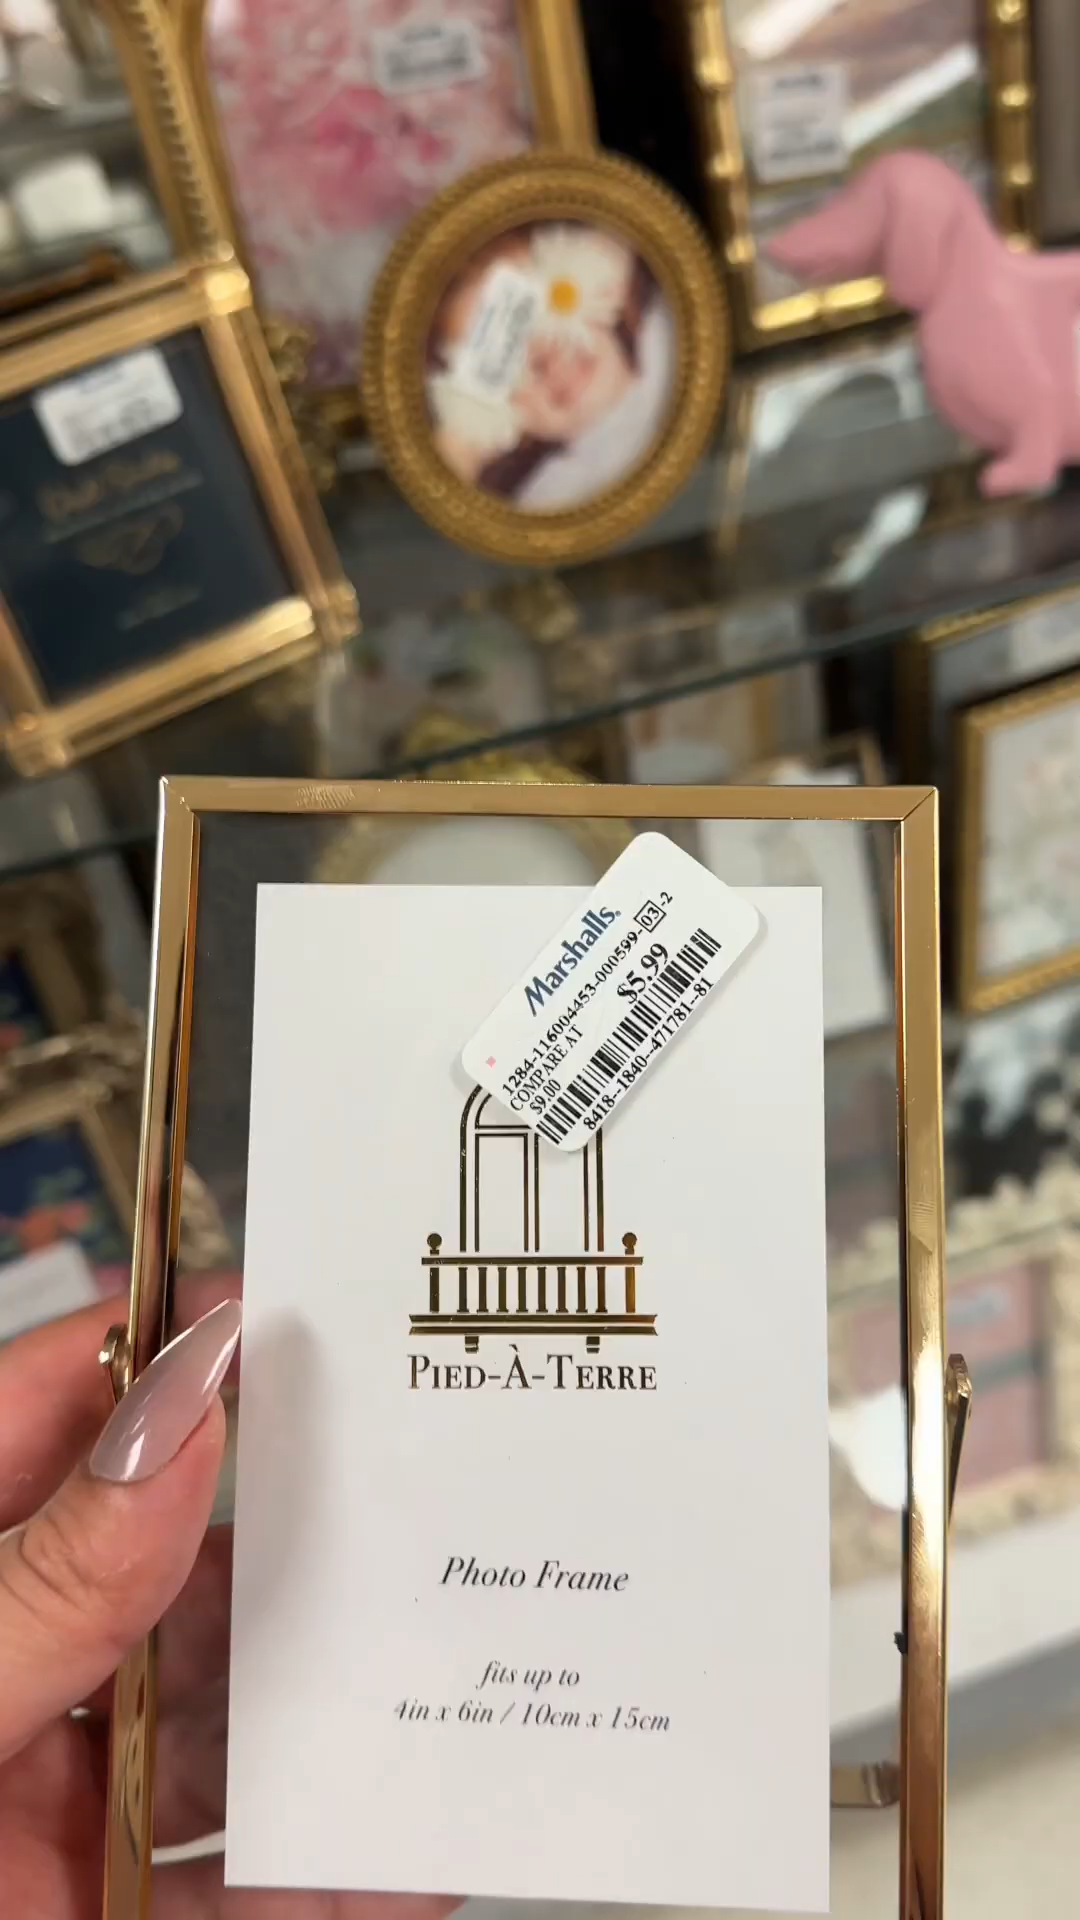 Marshalls.
1284-116004453-000599-03-2
COMPARE AT
$9.00
$5.99
8418--1840--471781--81
PIED-À-TERRE
Photo Frame
fits up to
4in x 6in / 10cm x 15cm